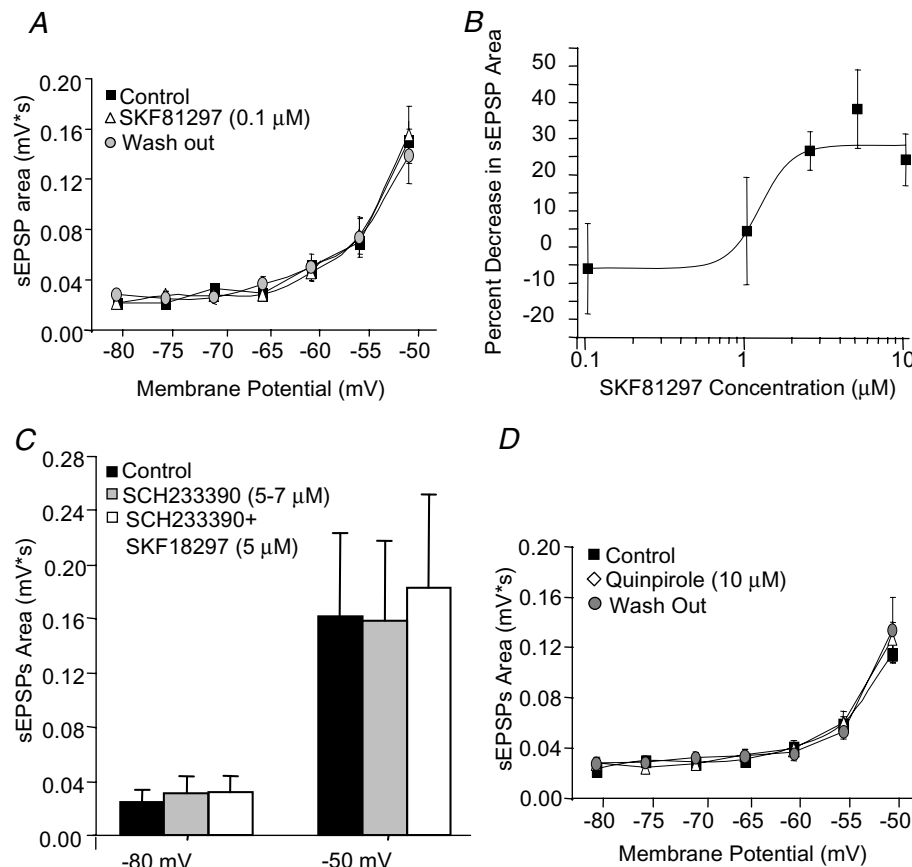 A
sEPSP area (mV*s)
0.20
0.16
0.12
0.08
0.04
0.00
Control
SKF81297 (0.1 μM)
Wash out
-80 -75 -70 -65 -60 -55 -50
Membrane Potential (mV)
B
Percent Decrease in sEPSP Area
50
40
30
20
10
0
-10
-20
0.1 1 10
SKF81297 Concentration (μM)
C
sEPSPs Area (mV*s)
0.28
0.24
0.20
0.16
0.12
0.08
0.04
0.00
Control
SCH233390 (5-7 μM)
SCH233390+
SKF18297 (5 μM)
-80 mV -50 mV
D
sEPSPs Area (mV*s)
0.20
0.16
0.12
0.08
0.04
0.00
Control
Quinpirole (10 μM)
Wash Out
-80 -75 -70 -65 -60 -55 -50
Membrane Potential (mV)